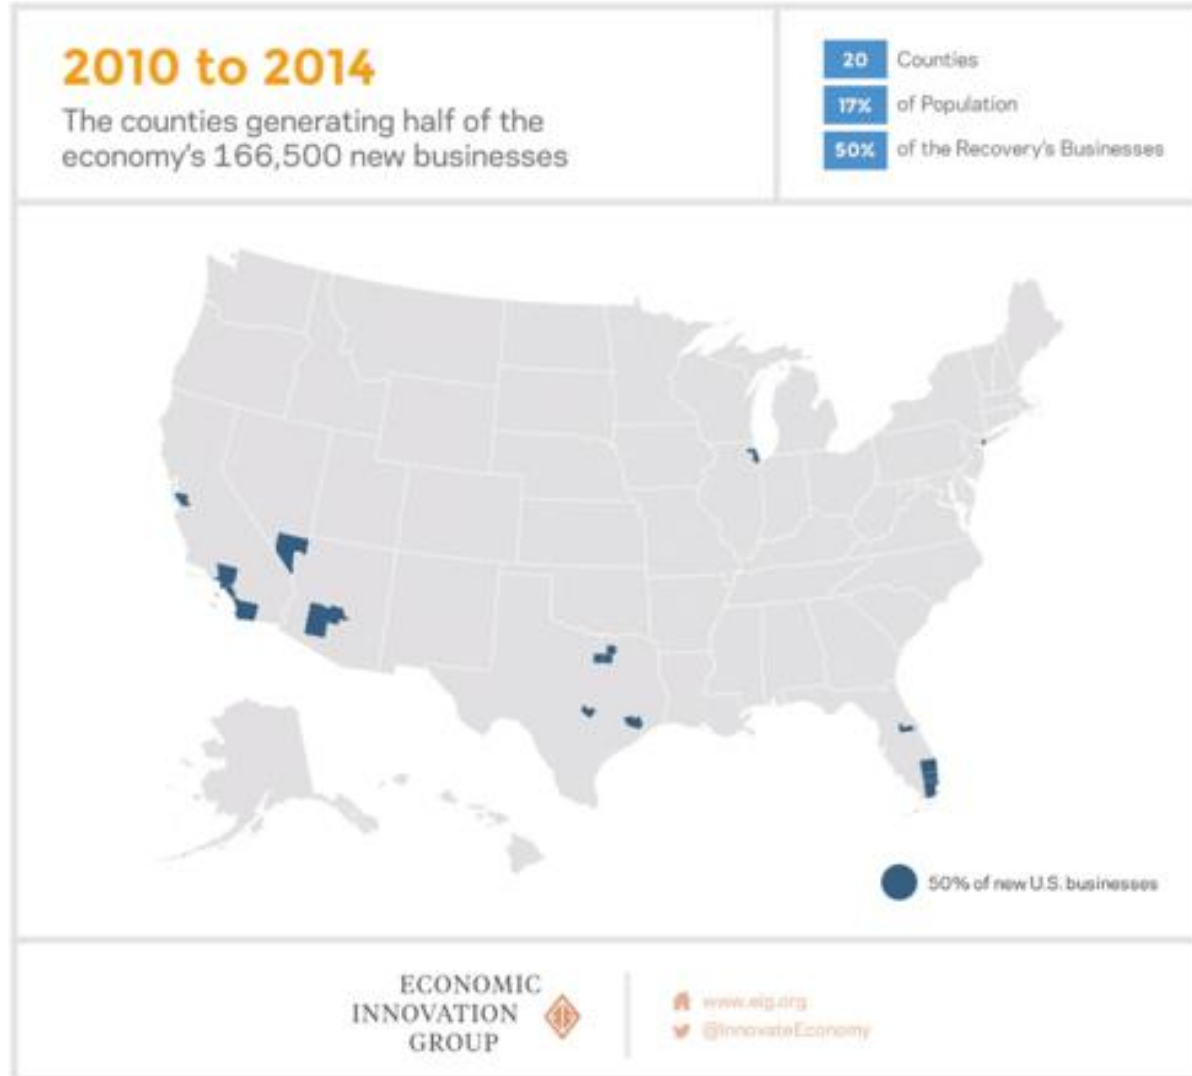 2010 to 2014
The counties generating half of the
economy's 166,500 new businesses
20 Counties
17% of Population
50% of the Recovery's Businesses
50% of new U.S. businesses
ECONOMIC
INNOVATION
GROUP
www.eig.org
@InnovateEconomy